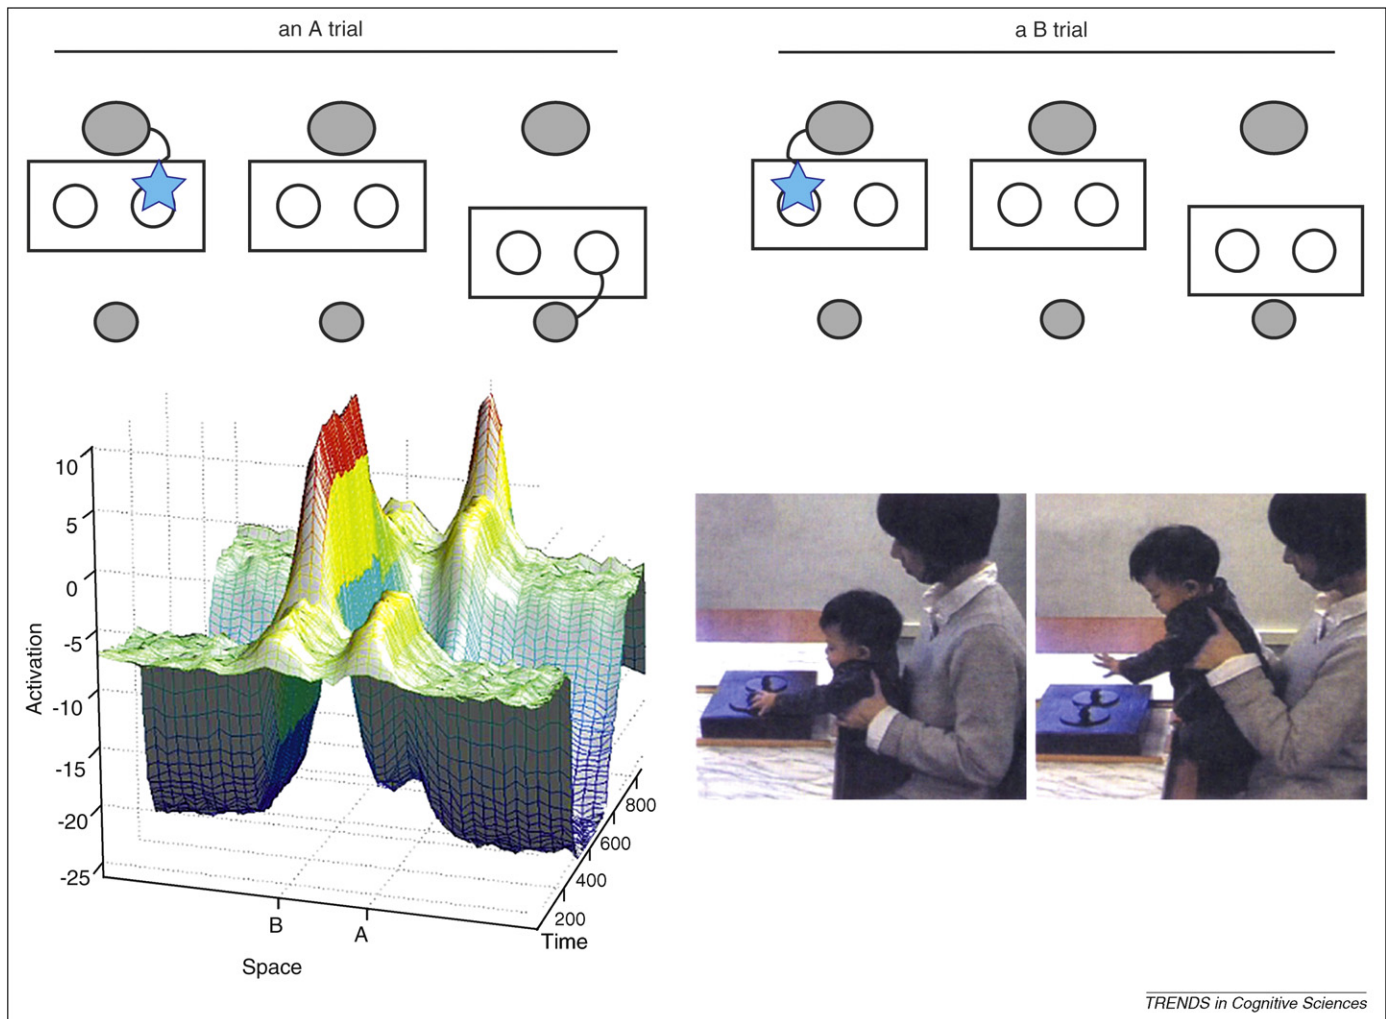 an A trial
a B trial
10
5
0
-5
-10
-15
-20
-25
Activation
B
A
Space
200
400
600
800
Time
TRENDS in Cognitive Sciences